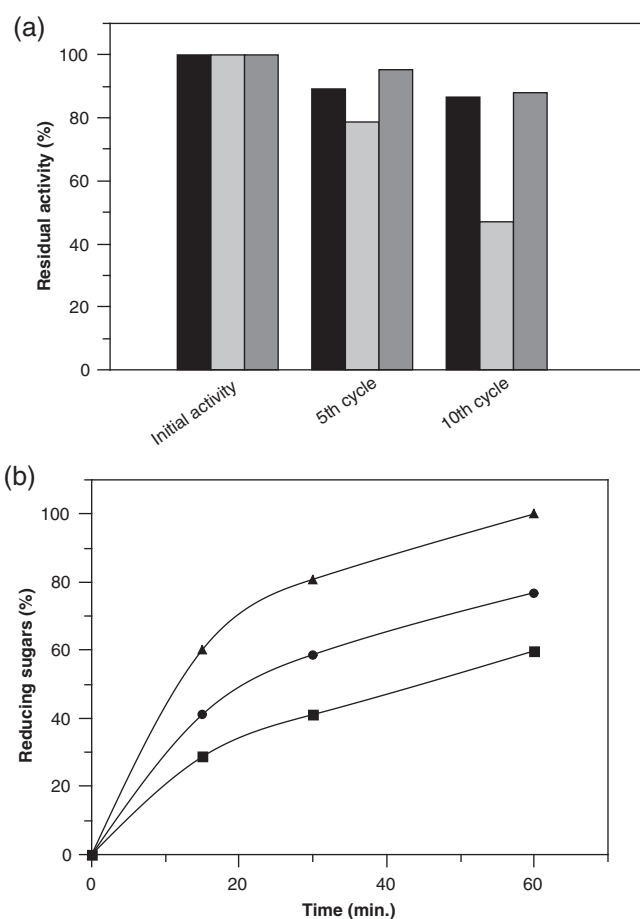 (a)
100
80
60
40
20
0
Residual activity (%)
Initial activity
5th cycle
10th cycle
(b)
100
80
60
40
20
0
Reducing sugars (%)
0
20
40
60
Time (min.)